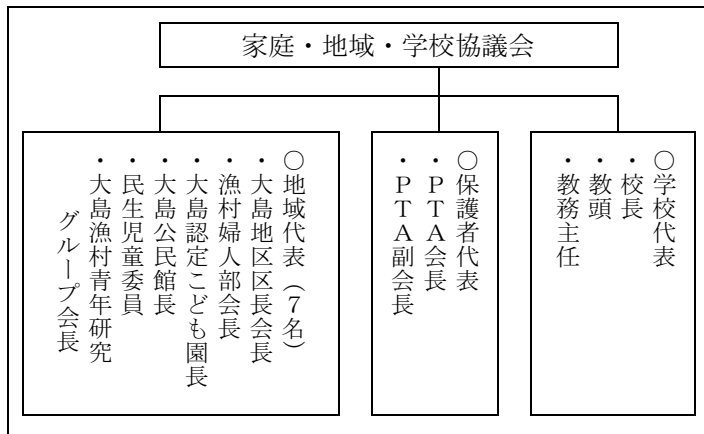 家庭・地域・学校協議会
○学校代表
・校長
・教頭
・教務主任
○保護者代表
・ＰＴＡ会長
・ＰＴＡ副会長
○地域代表（７名）
・大島地区区長会長
・漁村婦人部会長
・大島認定こども園長
・大島公民館長
・民生児童委員
・大島漁村青年研究
グループ会長